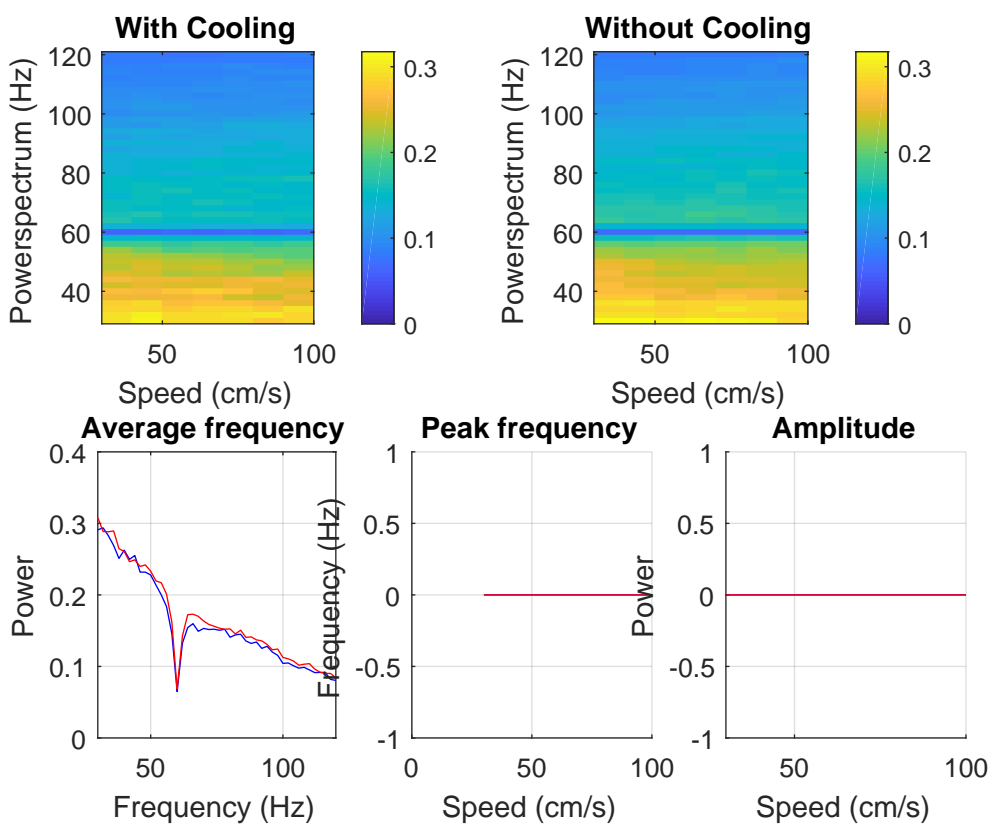 With Cooling
Without Cooling
Powerspectrum (Hz)
120
100
80
60
40
50
100
Speed (cm/s)
0.3
0.2
0.1
0
Powerspectrum (Hz)
120
100
80
60
40
50
100
Speed (cm/s)
0.3
0.2
0.1
0
Average frequency
Power
0.4
0.3
0.2
0.1
0
50
100
Frequency (Hz)
Peak frequency
Frequency (Hz)
1
0.5
0
-0.5
-1
0
50
100
Speed (cm/s)
Amplitude
Power
1
0.5
0
-0.5
-1
50
100
Speed (cm/s)